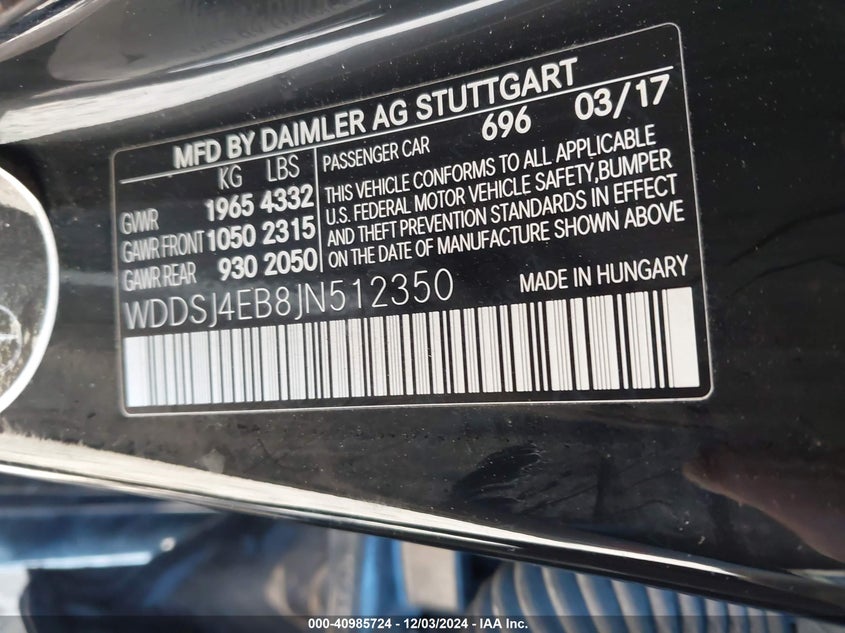 MFD BY DAIMLER AG STUTTGART
KG LBS
GVWR 1965 4332
GAWR FRONT 1050 2315
GAWR REAR 930 2050
PASSENGER CAR 696 03/17
THIS VEHICLE CONFORMS TO ALL APPLICABLE
U.S. FEDERAL MOTOR VEHICLE SAFETY,BUMPER
AND THEFT PREVENTION STANDARDS IN EFFECT
ON THE DATE OF MANUFACTURE SHOWN ABOVE
WDDSJ4EB8JN512350
MADE IN HUNGARY
000-40985724 - 12/03/2024 - IAA Inc.